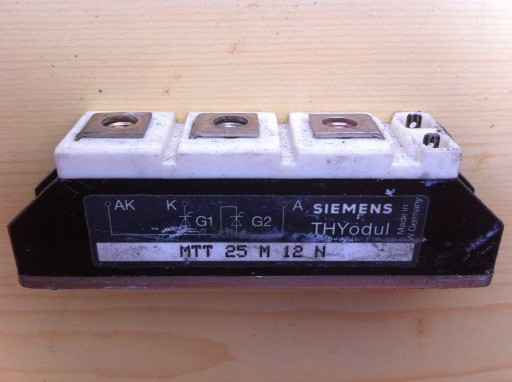 AK K G1 G2 A
SIEMENS
THYodul
Made in
W. Germany
MTT 25 M 12 N